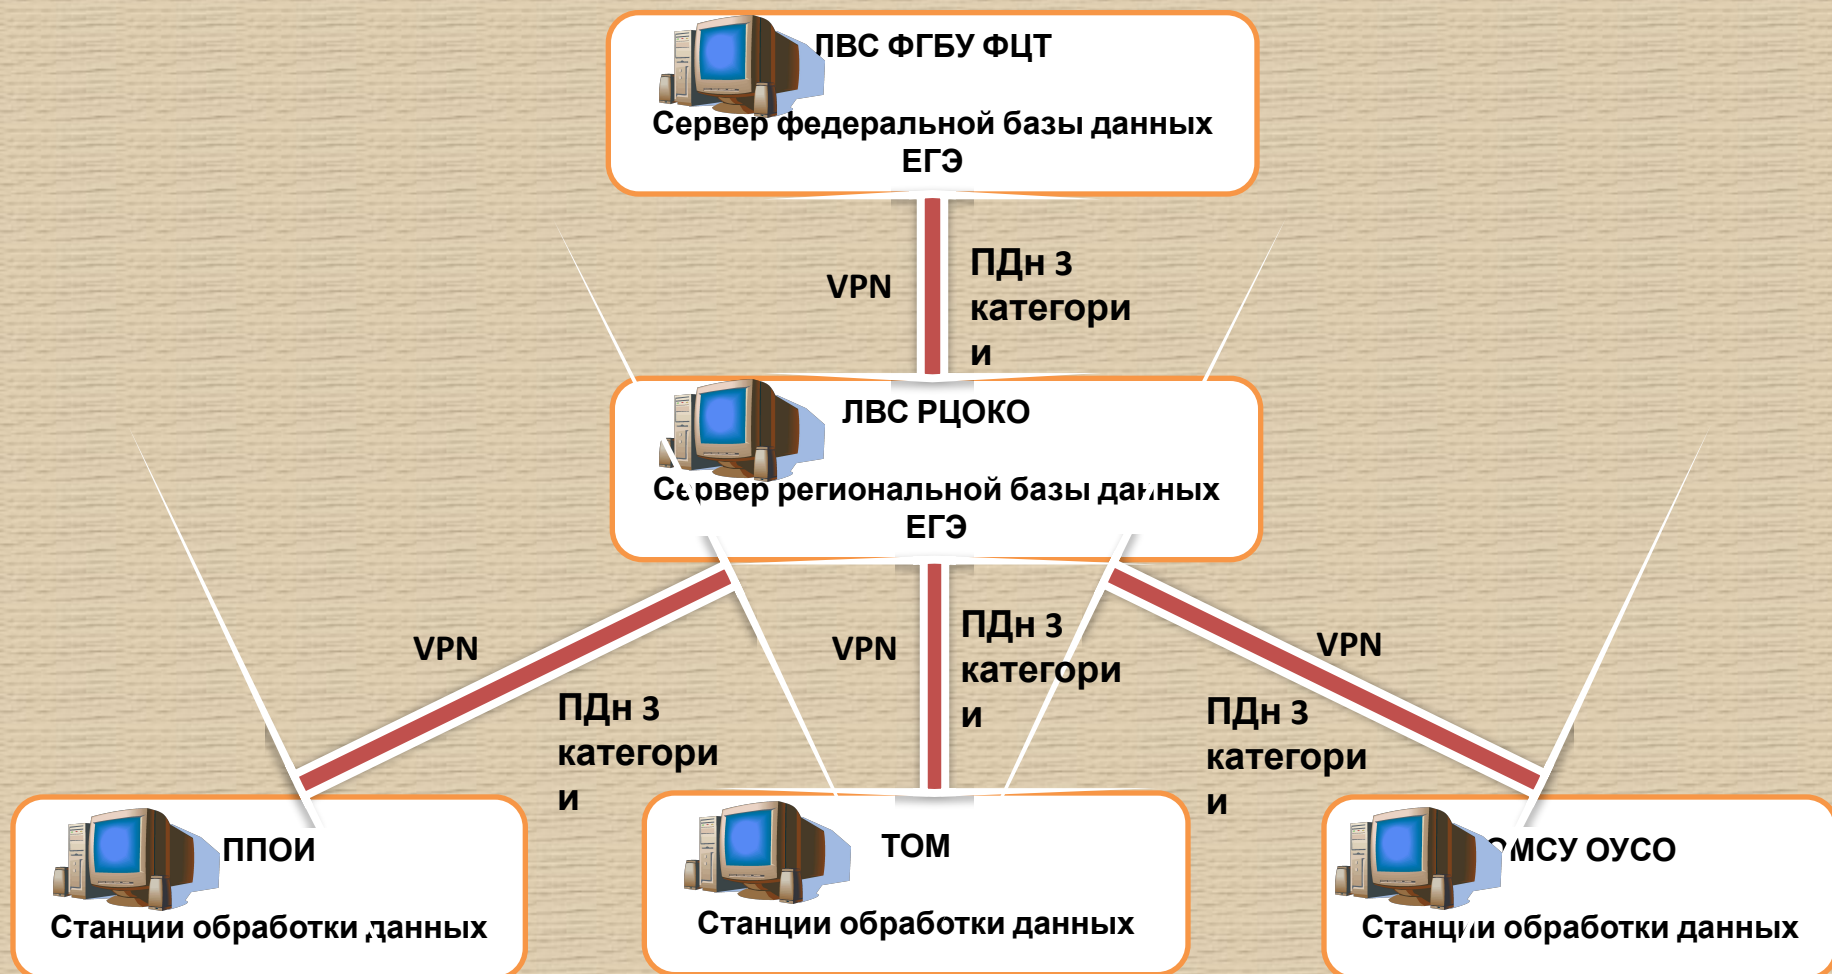 ЛВС ФГБУ ФЦТ
Сервер федеральной базы данных
ЕГЭ
VPN
ПДн 3
категори
и
ЛВС РЦОКО
Сервер региональной базы данных
ЕГЭ
VPN
ПДн 3
категори
и
VPN
ПДн 3
категори
и
VPN
ПДн 3
категори
и
ППОИ
Станции обработки данных
ТОМ
Станции обработки данных
ОМСУ ОУСО
Станции обработки данных